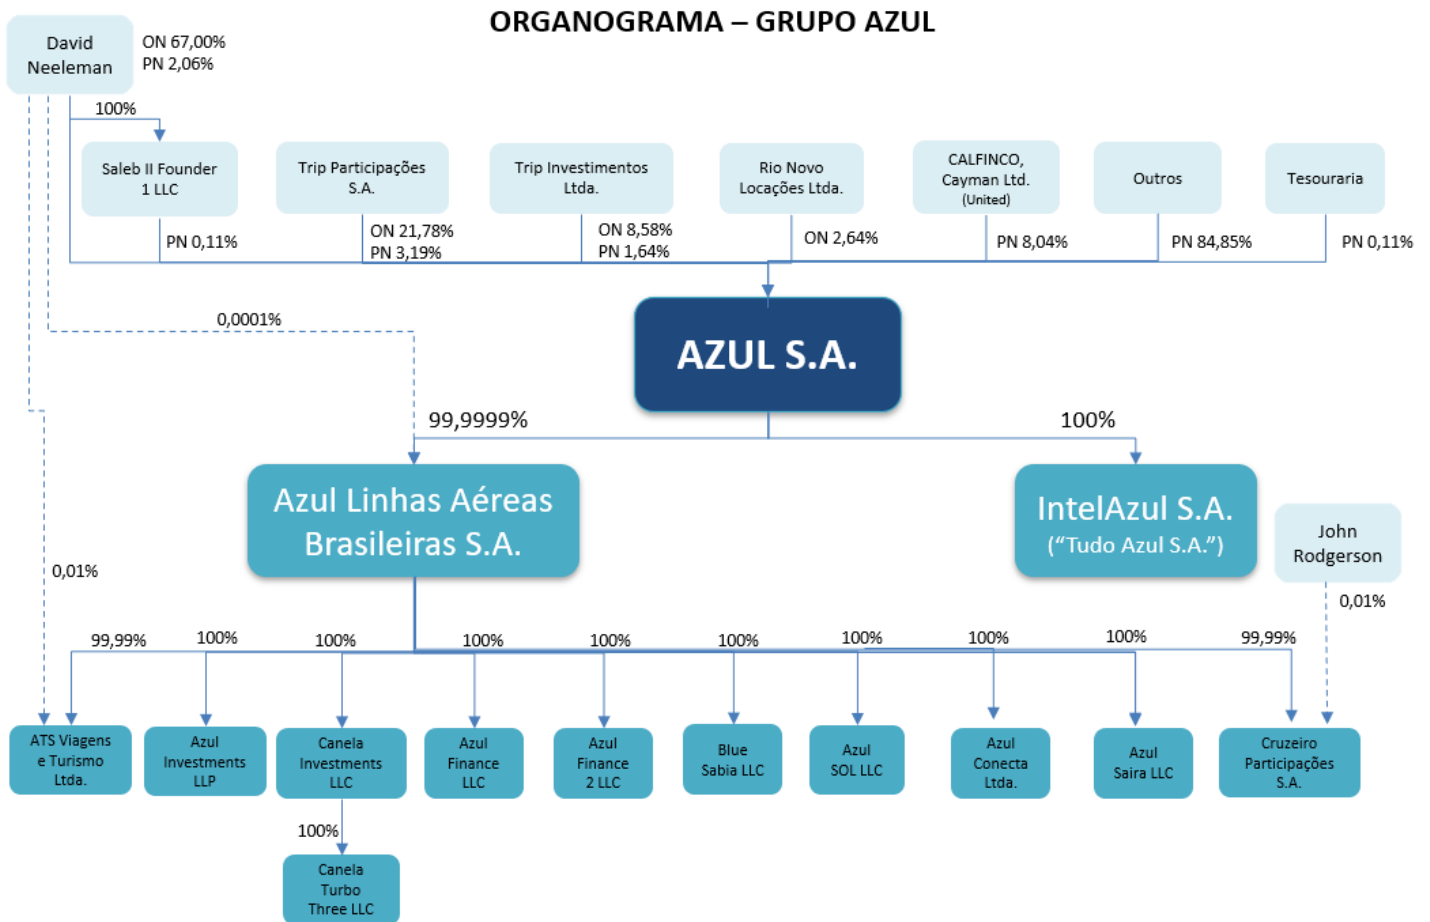 ORGANOGRAMA – GRUPO AZUL
David
Neeleman
ON 67,00%
PN 2,06%
100%
Saleb II Founder
1 LLC
Trip Participações
S.A.
Trip Investimentos
Ltda.
Rio Novo
Locações Ltda.
CALFINCO,
Cayman Ltd.
(United)
Outros
Tesouraria
PN 0,11%
ON 21,78%
PN 3,19%
ON 8,58%
PN 1,64%
ON 2,64%
PN 8,04%
PN 84,85%
PN 0,11%
0,0001%
AZUL S.A.
99,9999%
100%
Azul Linhas Aéreas
Brasileiras S.A.
IntelAzul S.A.
(“Tudo Azul S.A.”)
John
Rodgerson
0,01%
0,01%
99,99%
100%
100%
100%
100%
100%
100%
100%
100%
99,99%
ATS Viagens
e Turismo
Ltda.
Azul
Investments
LLP
Canela
Investments
LLC
Azul
Finance
LLC
Azul
Finance
2 LLC
Blue
Sabia LLC
Azul
SOL LLC
Azul
Conecta
Ltda.
Azul
Saira LLC
Cruzeiro
Participações
S.A.
100%
Canela
Turbo
Three LLC